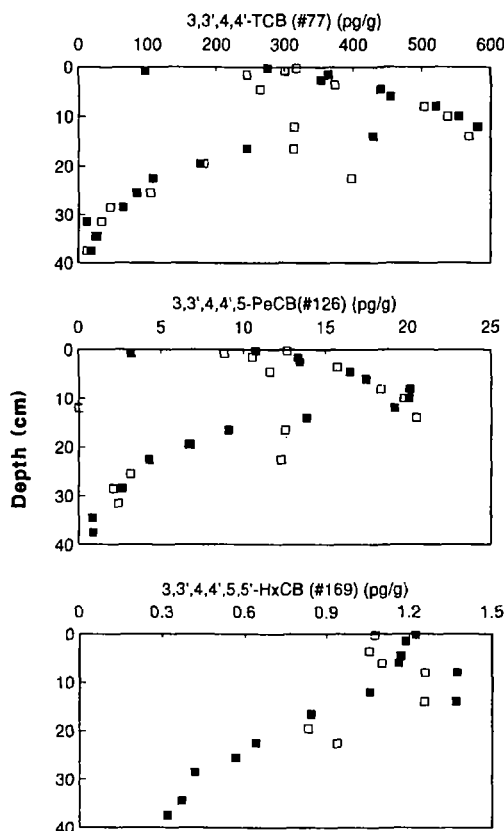 3,3',4,4'-TCB (#77) (pg/g)
0 100 200 300 400 500 600
0
10
20
30
40
3,3',4,4',5-PeCB(#126) (pg/g)
0 5 10 15 20 25
0
10
20
30
40
Depth (cm)
3,3',4,4',5,5'-HxCB (#169) (pg/g)
0 0.3 0.6 0.9 1.2 1.5
0
10
20
30
40